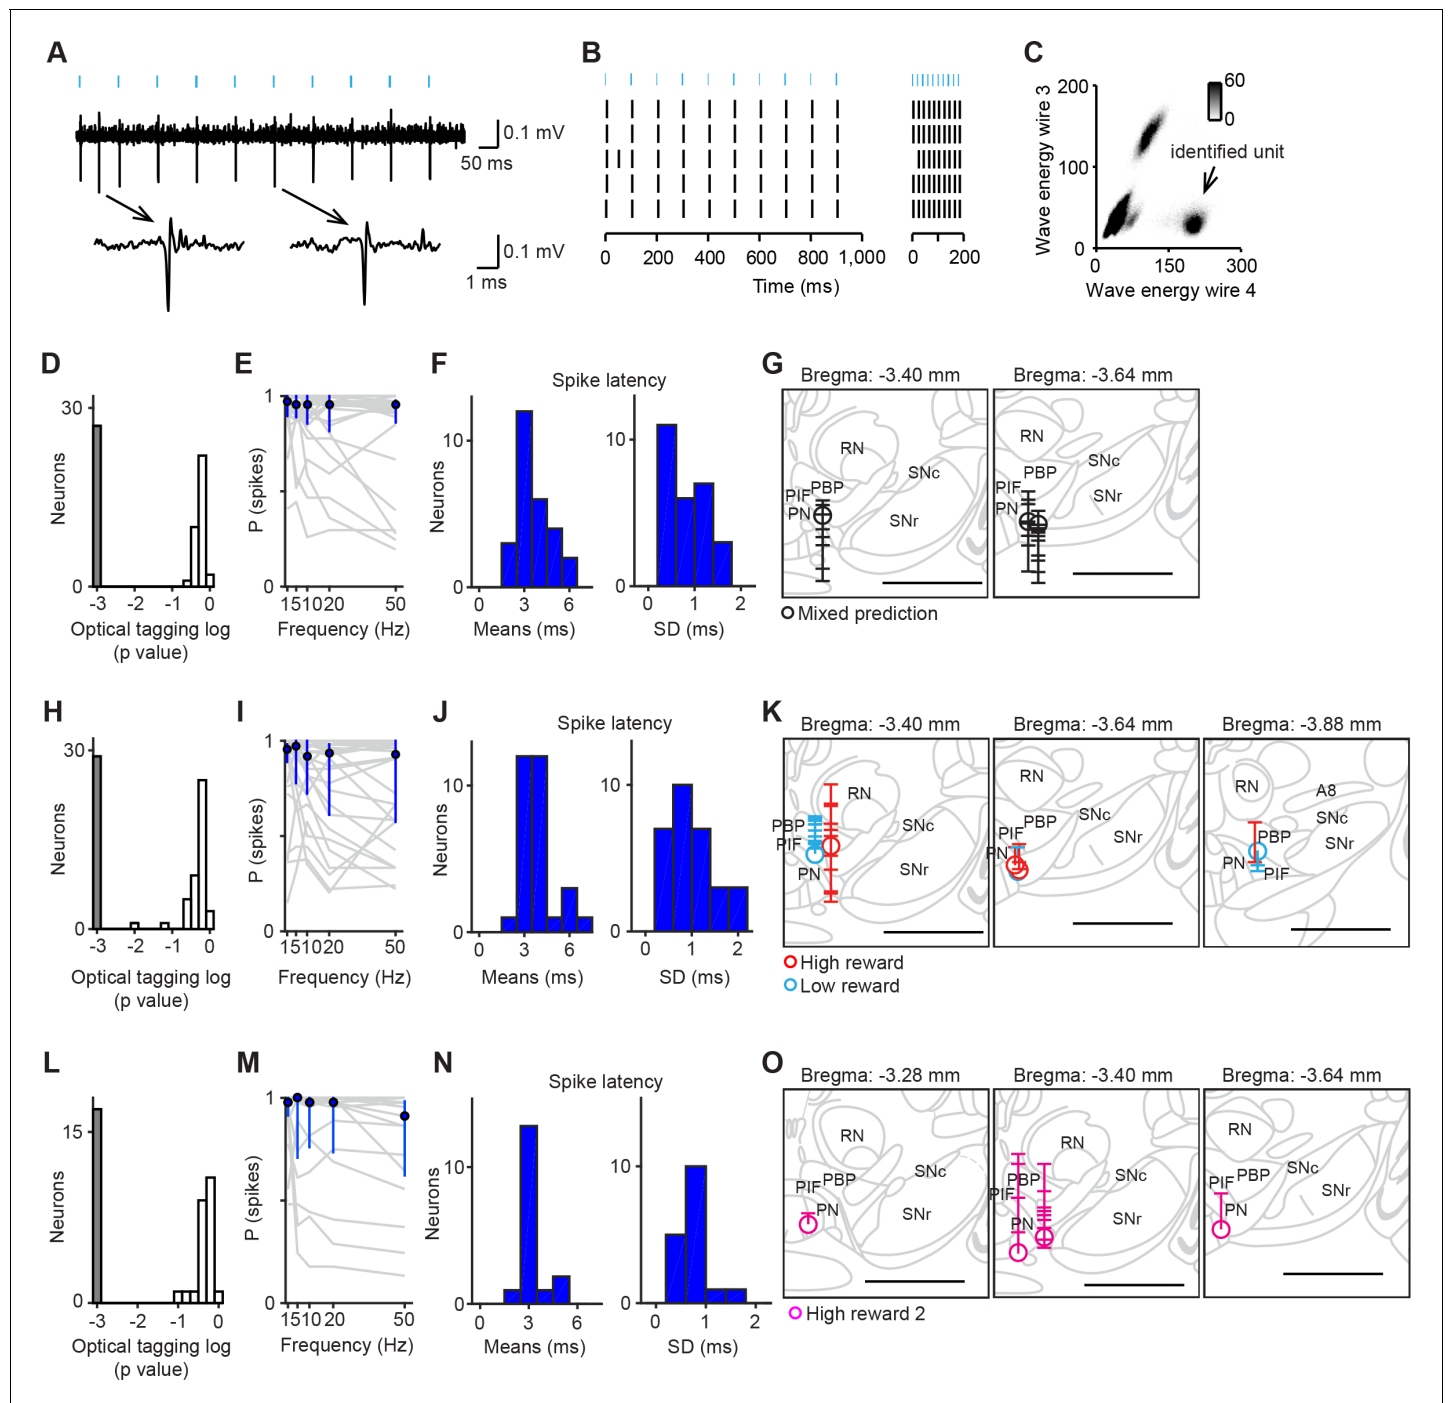 A
B
C
0.1 mV
50 ms
0.1 mV
1 ms
0 200 400 600 800 1,000
0 200
Time (ms)
200
100
0
Wave energy wire 3
60
0
identified unit
0 150 300
Wave energy wire 4
D
E
F
G
30
0
Neurons
-3 -2 -1 0
Optical tagging log
(p value)
1
0
P (spikes)
1 5 10 20 50
Frequency (Hz)
Spike latency
10
0
Neurons
0 3 6
Means (ms)
10
0
0 1 2
SD (ms)
Bregma: -3.40 mm
RN
SNc
PBP
PIF
PN
SNr
Bregma: -3.64 mm
RN
SNc
PBP
PIF
SNr
PN
Mixed prediction
H
I
J
K
30
0
Neurons
-3 -2 -1 0
Optical tagging log
(p value)
1
0
P (spikes)
1 5 10 20 50
Frequency (Hz)
Spike latency
10
0
Neurons
0 3 6
Means (ms)
10
0
0 1 2
SD (ms)
Bregma: -3.40 mm
RN
PBP
SNc
PIF
PN
SNr
Bregma: -3.64 mm
RN
SNc
PBP
PIF
SNr
PN
Bregma: -3.88 mm
RN
A8
SNc
PBP
SNr
PN
PIF
High reward
Low reward
L
M
N
O
15
0
Neurons
-3 -2 -1 0
Optical tagging log
(p value)
1
0
P (spikes)
1 5 10 20 50
Frequency (Hz)
Spike latency
10
0
Neurons
0 3 6
Means (ms)
10
0
0 1 2
SD (ms)
Bregma: -3.28 mm
RN
SNc
PBP
PIF
PN
SNr
Bregma: -3.40 mm
RN
SNc
PBP
PIF
PN
SNr
Bregma: -3.64 mm
RN
SNc
PBP
PIF
SNr
PN
High reward 2